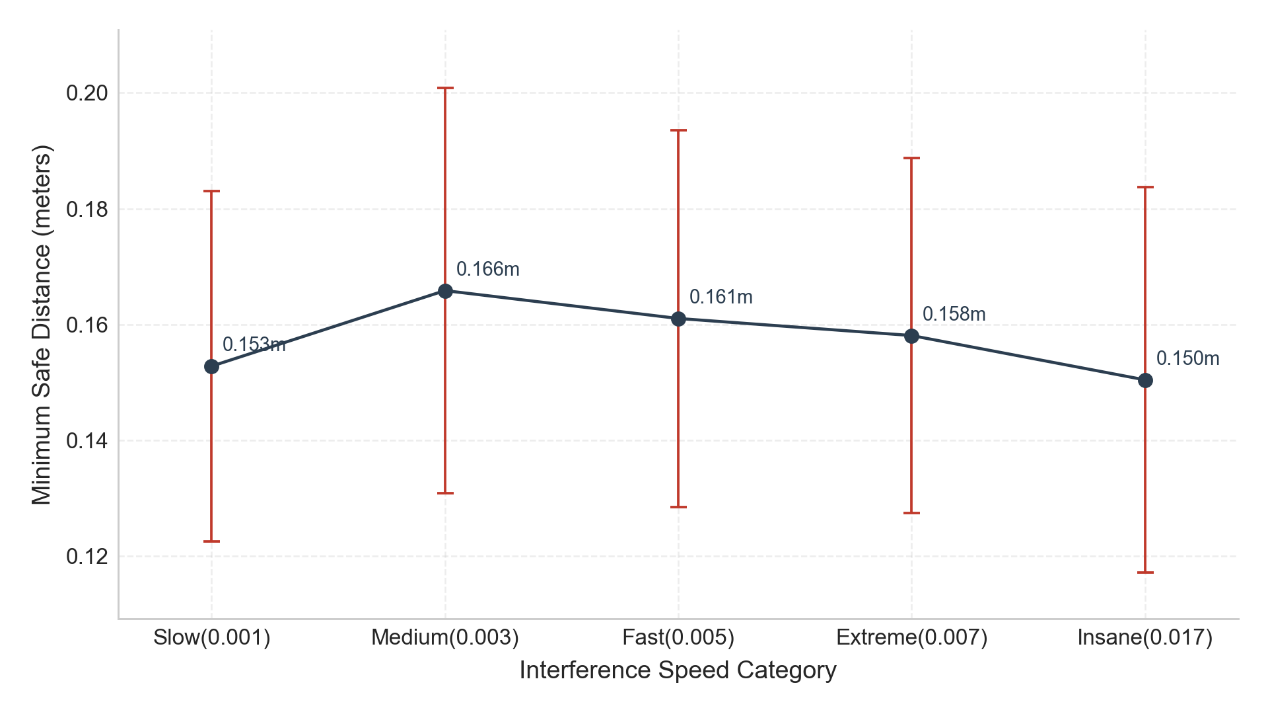 Minimum Safe Distance (meters)
0.20
0.18
0.16
0.14
0.12
0.153m
0.166m
0.161m
0.158m
0.150m
Slow(0.001)
Medium(0.003)
Fast(0.005)
Extreme(0.007)
Insane(0.017)
Interference Speed Category